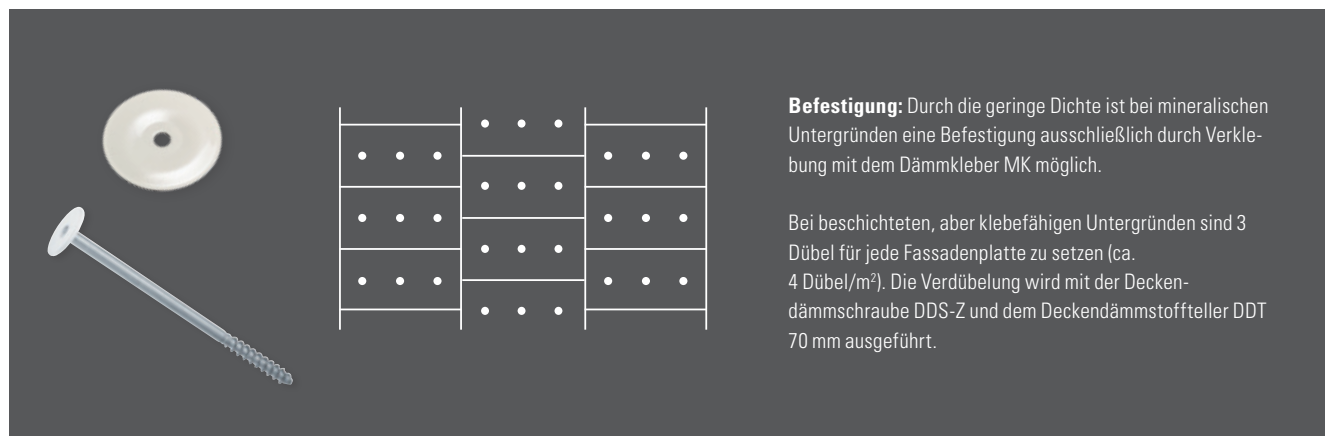 Befestigung: Durch die geringe Dichte ist bei mineralischen
Untergründen eine Befestigung ausschließlich durch Verkle-
bung mit dem Dämmkleber MK möglich.
Bei beschichteten, aber klebefähigen Untergründen sind 3
Dübel für jede Fassadenplatte zu setzen (ca.
4 Dübel/m²). Die Verdübelung wird mit der Decken-
dämmschraube DDS-Z und dem Deckendämmstoffteller DDT
70 mm ausgeführt.